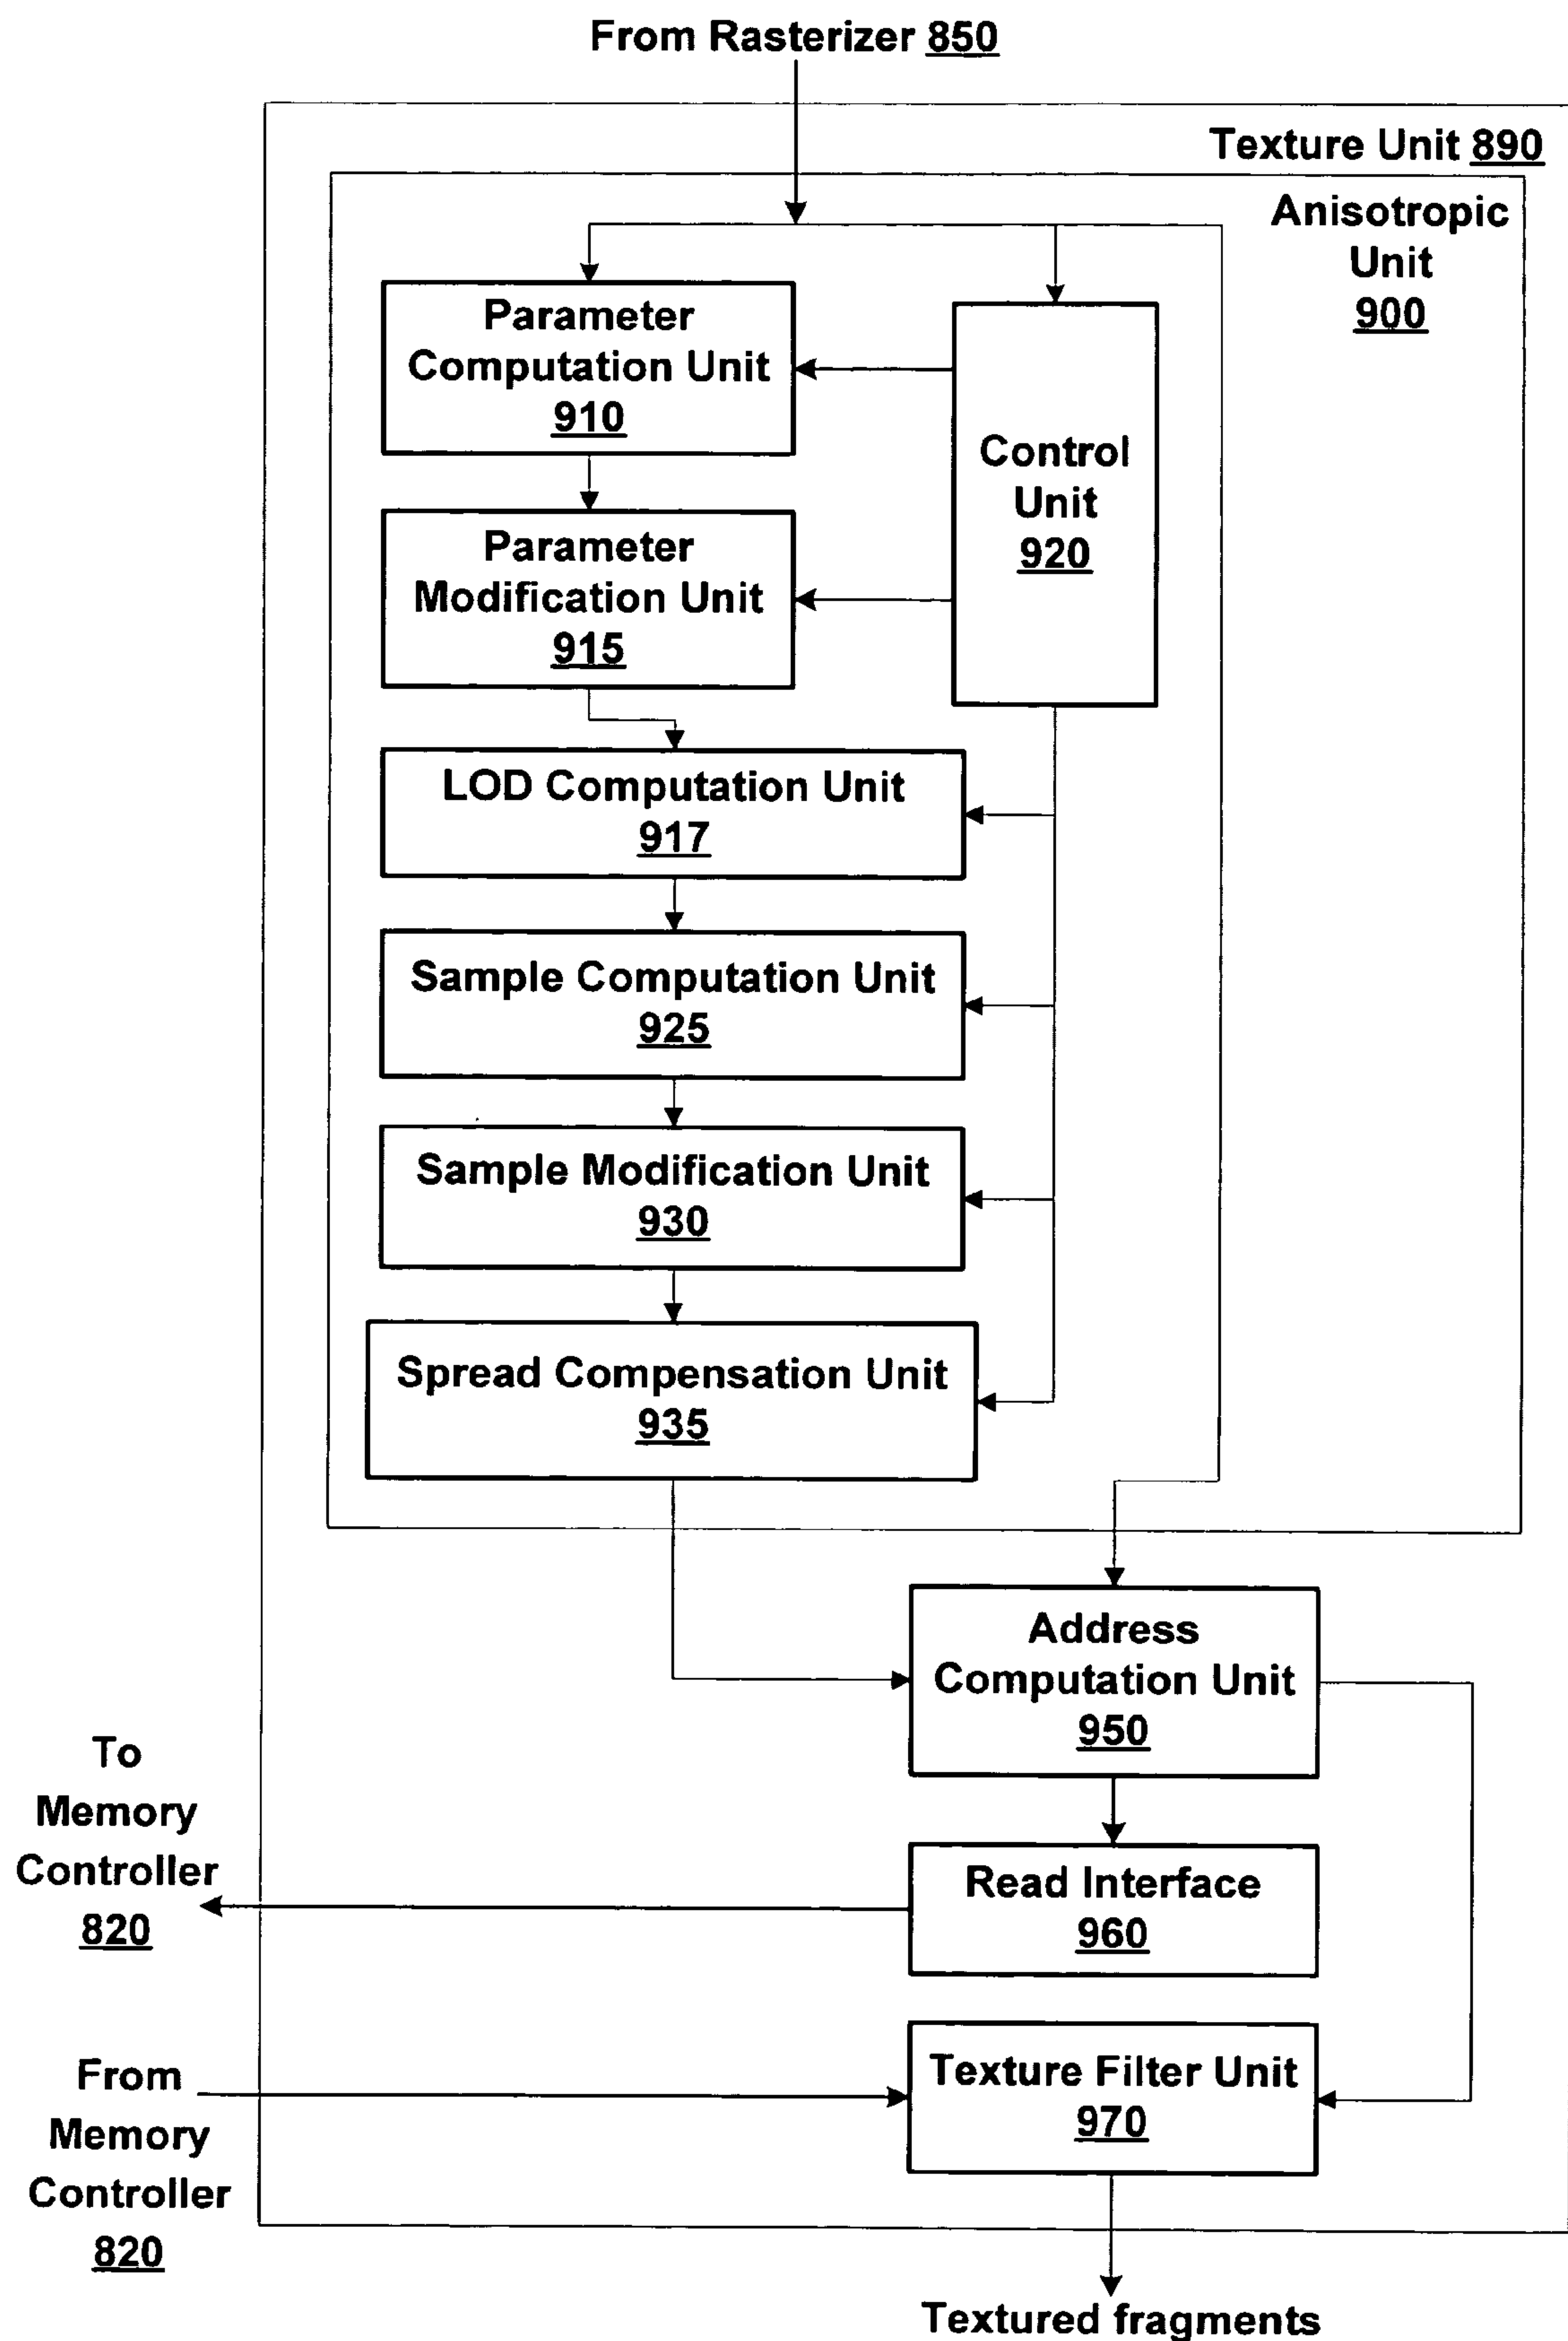 From Rasterizer 850
Texture Unit 890
Anisotropic
Unit
900
Parameter
Computation Unit
910
Control
Unit
920
Parameter
Modification Unit
915
LOD Computation Unit
917
Sample Computation Unit
925
Sample Modification Unit
930
Spread Compensation Unit
935
Address
Computation Unit
950
To
Memory
Controller
820
Read Interface
960
From
Memory
Controller
820
Texture Filter Unit
970
Textured fragments